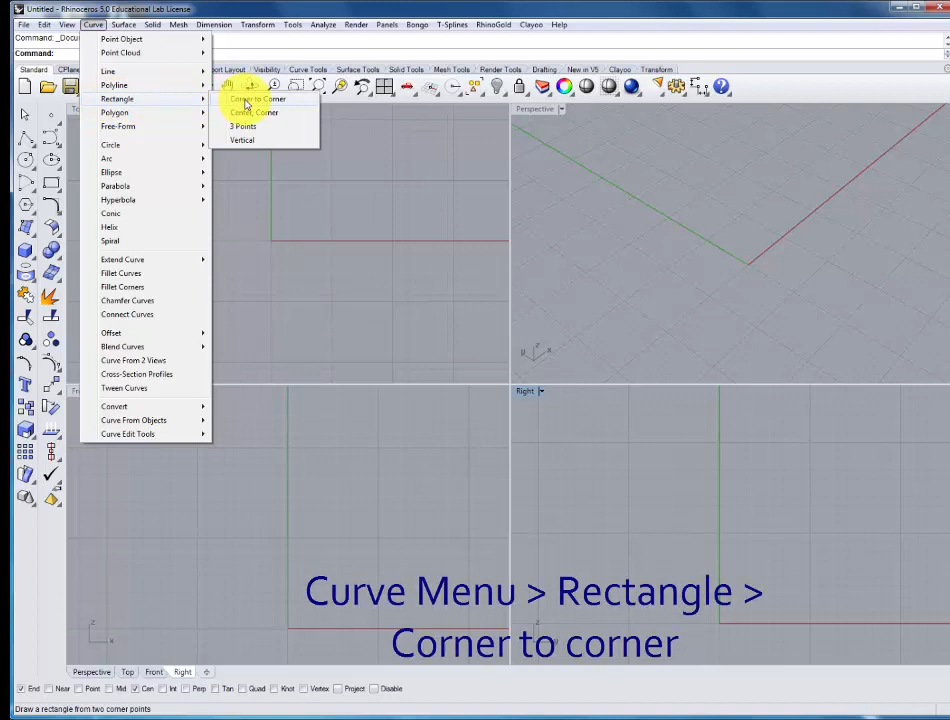 Untitled - Rhinoceros 5.0 Educational Lab License
File Edit View Curve Surface Solid Mesh Dimension Transform Tools Analyze Render Panels Bongo T-Splines RhinoGold Clayoo Help
Command: _Docu
Command:
Standard CPlane port Layout Visibility Curve Tools Surface Tools Solid Tools Mesh Tools Render Tools Drafting New in V5 Clayoo Transform
Point Object
Point Cloud
Line
Polyline
Rectangle
Polygon
Free-Form
Circle
Arc
Ellipse
Parabola
Hyperbola
Conic
Helix
Spiral
Extend Curve
Fillet Curves
Fillet Corners
Chamfer Curves
Connect Curves
Offset
Blend Curves
Curve From 2 Views
Cross-Section Profiles
Tween Curves
Convert
Curve From Objects
Curve Edit Tools
Corner to Corner
Center, Corner
3 Points
Vertical
To
Perspective
y z x
Fr
Right
z x
z y
Curve Menu > Rectangle >
Corner to corner
Perspective Top Front Right
End Near Point Mid Cen Int Perp Tan Quad Knot Vertex Project Disable
Draw a rectangle from two corner points